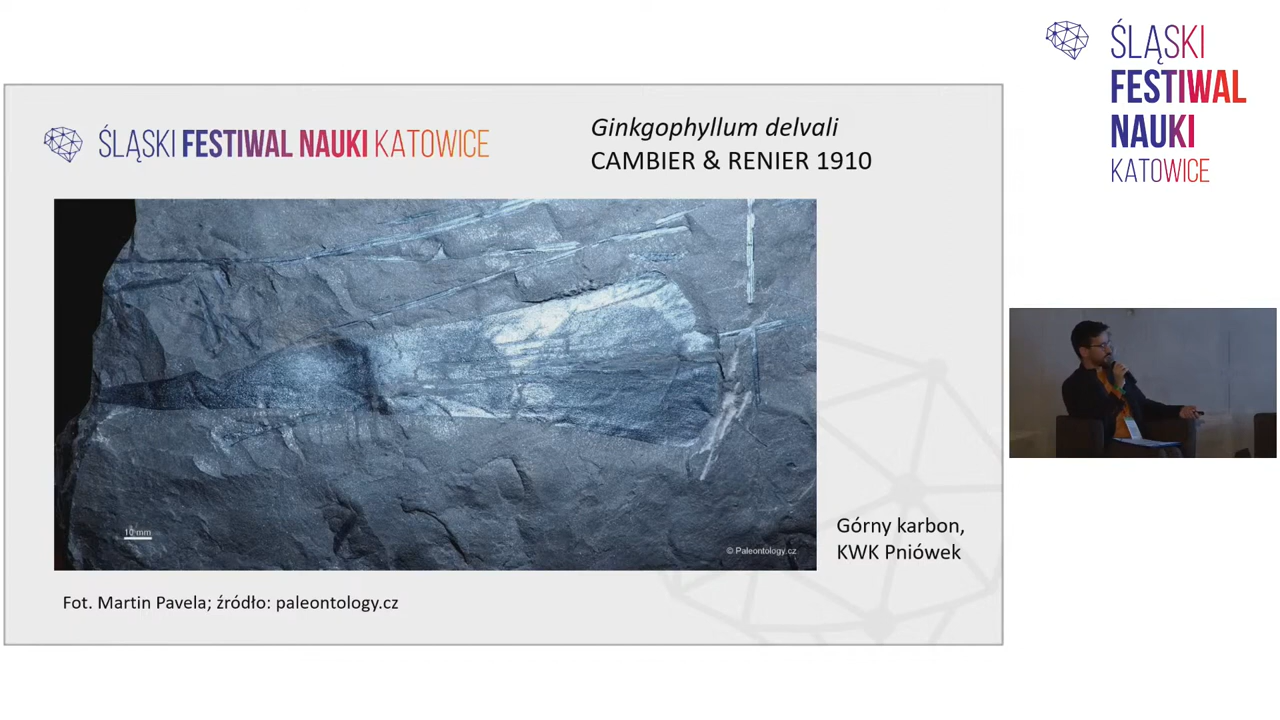 ŚLĄSKI FESTIWAL NAUKI KATOWICE
Ginkgophyllum delvali
CAMBIER & RENIER 1910
10 mm
© Paleontology.cz
Górny karbon,
KWK Pniówek
Fot. Martin Pavela; źródło: paleontology.cz
ŚLĄSKI
FESTIWAL
NAUKI
KATOWICE